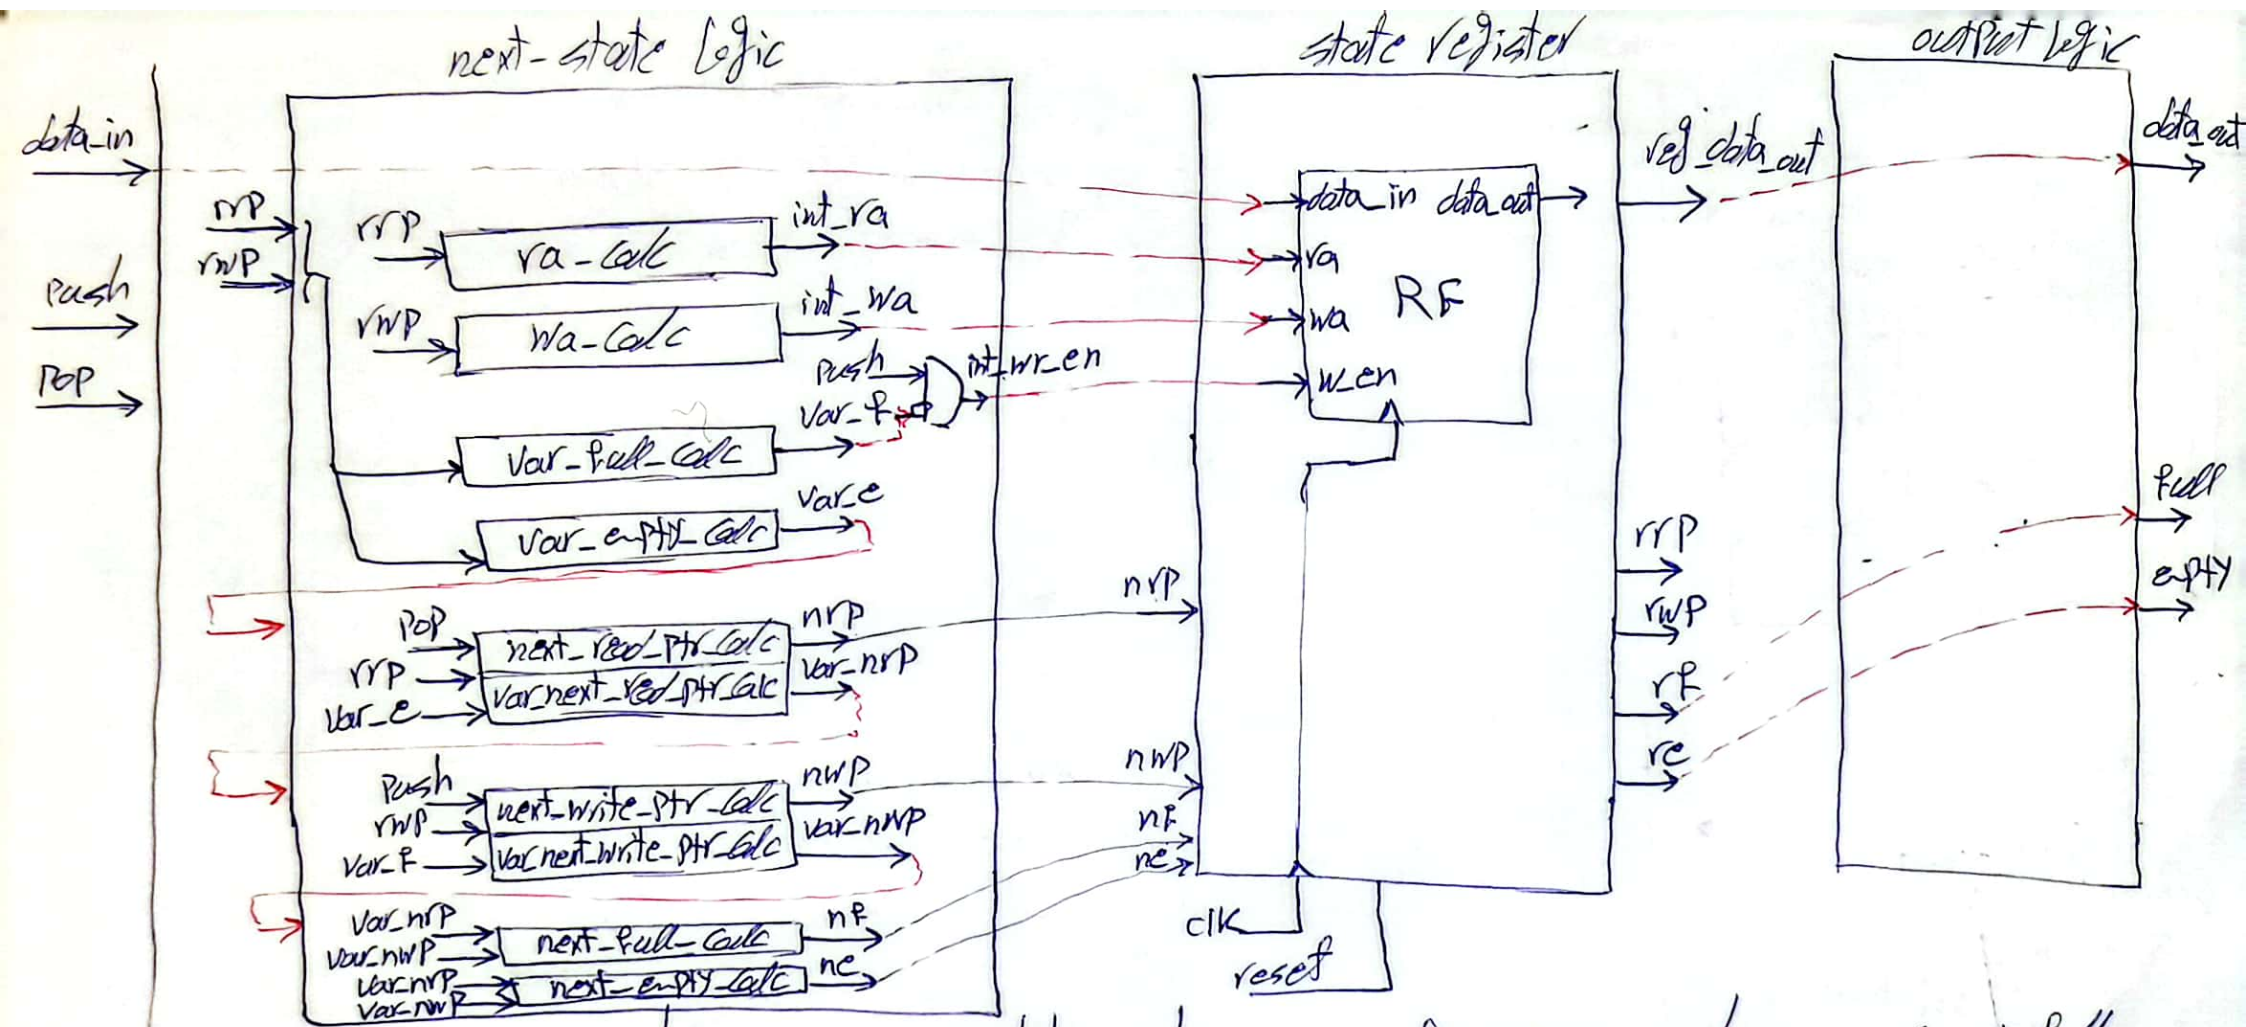 next-state logic
state register
output logic
data_in
push
pop
rrp
rwp
rrp
ra-calc
int_ra
rwp
wa-calc
int_wa
push
var_f
int_wr_en
var_full_calc
var_empty_calc
var_e
pop
rrp
var_e
next_read_ptr_calc
var_next_read_ptr_calc
nrp
var_nrp
push
rwp
var_f
next_write_ptr_calc
var_next_write_ptr_calc
nwp
var_nwp
var_nrp
var_nwp
next_full_calc
nf
var_nrp
var_nwp
next_empty_calc
ne
data_in data_out
ra
RF
wa
w_en
nrp
nwp
nf
ne
clk
reset
reg_data_out
rrp
rwp
rf
re
data_out
full
empty